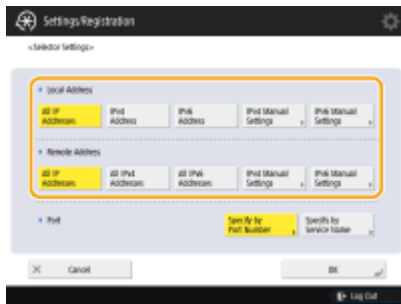 Settings/Registration
<Selector Settings>
Local Address
All IP Addresses
IPv4 Address
IPv6 Address
IPv4 Manual Settings
IPv6 Manual Settings
Remote Address
All IP Addresses
All IPv4 Addresses
All IPv6 Addresses
IPv4 Manual Settings
IPv6 Manual Settings
Port
Specify by Port Number
Specify by Service Name
Cancel
OK
Log Out